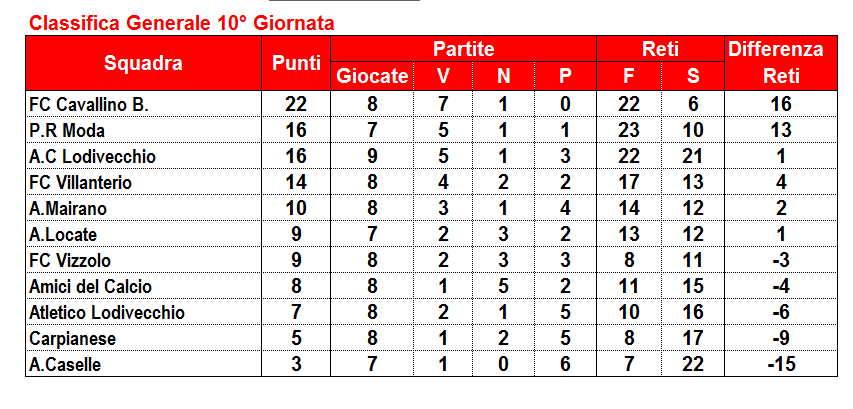 Classifica Generale 10° Giornata
Squadra Punti Partite Reti Differenza Reti
Giocate V N P F S
FC Cavallino B. 22 8 7 1 0 22 6 16
P.R Moda 16 7 5 1 1 23 10 13
A.C Lodivecchio 16 9 5 1 3 22 21 1
FC Villanterio 14 8 4 2 2 17 13 4
A.Mairano 10 8 3 1 4 14 12 2
A.Locate 9 7 2 3 2 13 12 1
FC Vizzolo 9 8 2 3 3 8 11 -3
Amici del Calcio 8 8 1 5 2 11 15 -4
Atletico Lodivecchio 7 8 2 1 5 10 16 -6
Carpianese 5 8 1 2 5 8 17 -9
A.Caselle 3 7 1 0 6 7 22 -15